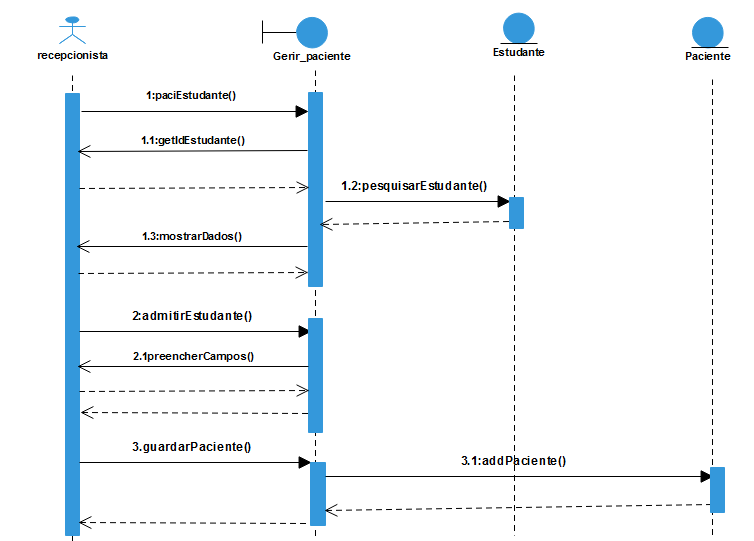 recepcionista
Gerir_paciente
Estudante
Paciente
1:paciEstudante()
1.1:getIdEstudante()
1.2:pesquisarEstudante()
1.3:mostrarDados()
2:admitirEstudante()
2.1preencherCampos()
3.guardarPaciente()
3.1:addPaciente()